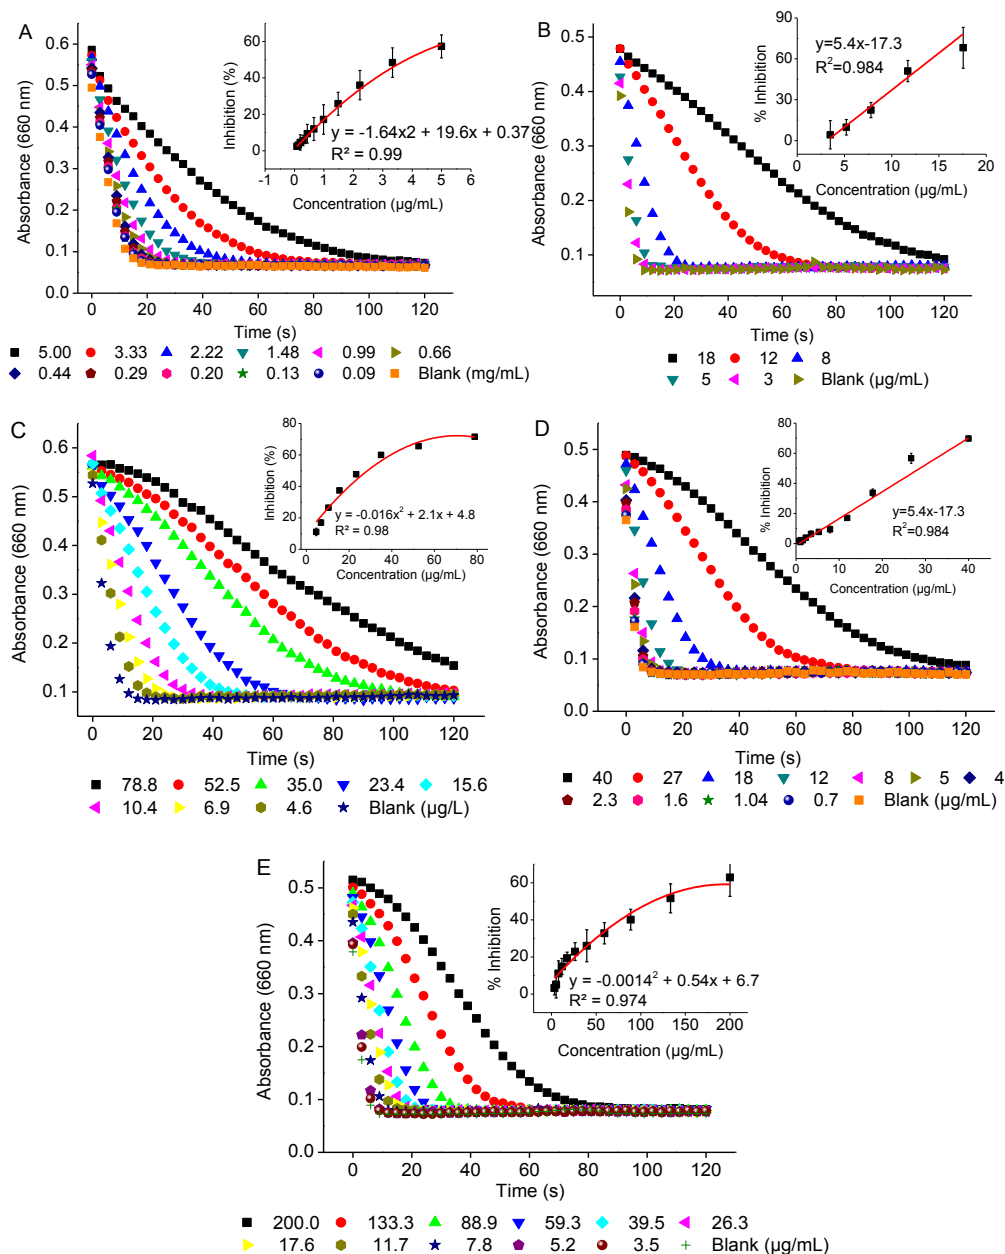 A
Absorbance (660 nm)
0.6
0.5
0.4
0.3
0.2
0.1
0.0
0 20 40 60 80 100 120
Time (s)
Inhibition (%)
60
40
20
0
-1 0 1 2 3 4 5 6
Concentration (µg/mL)
y = -1.64x2 + 19.6x + 0.37
R² = 0.99
5.00 3.33 2.22 1.48 0.99 0.66
0.44 0.29 0.20 0.13 0.09 Blank (mg/mL)
B
Absorbance (660 nm)
0.5
0.4
0.3
0.2
0.1
0 20 40 60 80 100 120
Time (s)
% Inhibition
90
60
30
0
0 5 10 15 20
Concentration (µg/mL)
y=5.4x-17.3
R²=0.984
18 12 8
5 3 Blank (µg/mL)
C
Absorbance (660 nm)
0.6
0.5
0.4
0.3
0.2
0.1
0 20 40 60 80 100 120
Time (s)
Inhibition (%)
80
60
40
20
0
0 20 40 60 80
Concentration (µg/mL)
y = -0.016x² + 2.1x + 4.8
R² = 0.98
78.8 52.5 35.0 23.4 15.6
10.4 6.9 4.6 Blank (µg/L)
D
Absorbance (660 nm)
0.5
0.4
0.3
0.2
0.1
0.0
0 20 40 60 80 100 120
Time (s)
% Inhibition
80
60
40
20
0
0 10 20 30 40
Concentration (µg/mL)
y=5.4x-17.3
R²=0.984
40 27 18 12 8 5 4
2.3 1.6 1.04 0.7 Blank (µg/mL)
E
Absorbance (660 nm)
0.5
0.4
0.3
0.2
0.1
0.0
0 20 40 60 80 100 120
Time (s)
% Inhibition
60
40
20
0
0 50 100 150 200
Concentration (µg/mL)
y = -0.0014² + 0.54x + 6.7
R² = 0.974
200.0 133.3 88.9 59.3 39.5 26.3
17.6 11.7 7.8 5.2 3.5 Blank (µg/mL)